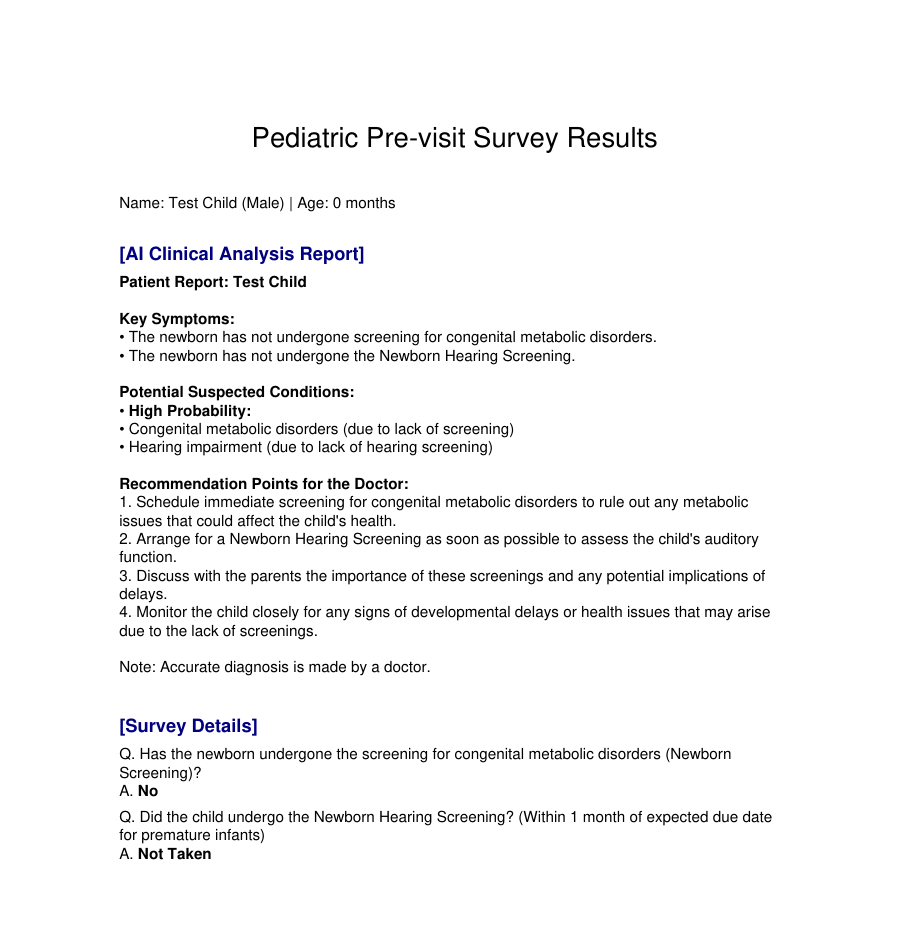 Pediatric Pre-visit Survey Results
Name: Test Child (Male) | Age: 0 months
[AI Clinical Analysis Report]
Patient Report: Test Child
Key Symptoms:
• The newborn has not undergone screening for congenital metabolic disorders.
• The newborn has not undergone the Newborn Hearing Screening.
Potential Suspected Conditions:
• High Probability:
• Congenital metabolic disorders (due to lack of screening)
• Hearing impairment (due to lack of hearing screening)
Recommendation Points for the Doctor:
1. Schedule immediate screening for congenital metabolic disorders to rule out any metabolic
issues that could affect the child's health.
2. Arrange for a Newborn Hearing Screening as soon as possible to assess the child's auditory
function.
3. Discuss with the parents the importance of these screenings and any potential implications of
delays.
4. Monitor the child closely for any signs of developmental delays or health issues that may arise
due to the lack of screenings.
Note: Accurate diagnosis is made by a doctor.
[Survey Details]
Q. Has the newborn undergone the screening for congenital metabolic disorders (Newborn
Screening)?
A. No
Q. Did the child undergo the Newborn Hearing Screening? (Within 1 month of expected due date
for premature infants)
A. Not Taken